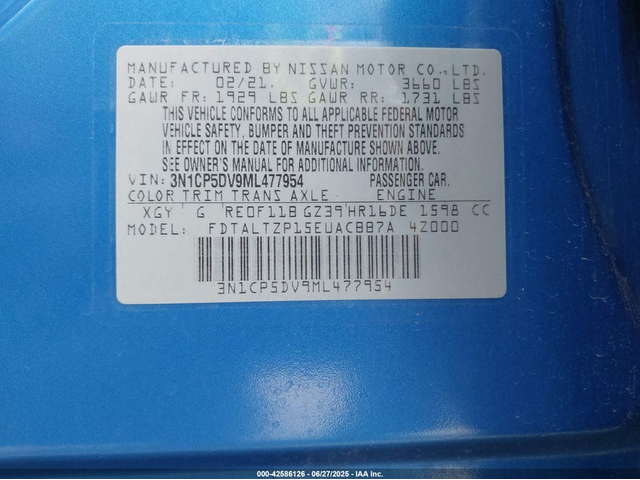 MANUFACTURED BY NISSAN MOTOR CO., LTD.
DATE: 02/21. GVWR: 3660 LBS
GAWR FR: 1929 LBS GAWR RR: 1731 LBS
THIS VEHICLE CONFORMS TO ALL APPLICABLE FEDERAL MOTOR
VEHICLE SAFETY, BUMPER AND THEFT PREVENTION STANDARDS
IN EFFECT ON THE DATE OF MANUFACTURE SHOWN ABOVE.
SEE OWNER'S MANUAL FOR ADDITIONAL INFORMATION.
VIN: 3N1CP5DV9ML477954 PASSENGER CAR.
COLOR TRIM TRANS AXLE ENGINE
XGY G RE0F11B GZ39 HR16DE 1598 CC
MODEL: FDTALTZP15EUACBB7A 4Z000
3N1CP5DV9ML477954
000-42586126 - 06/27/2025 - IAA Inc.